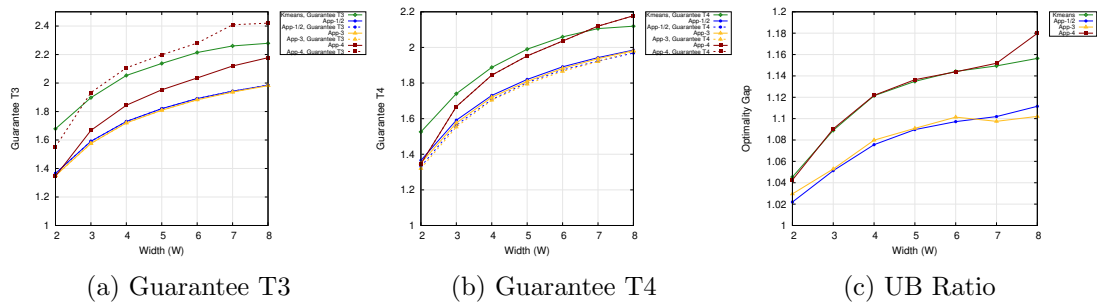 2.4
2.2
2
1.8
1.6
1.4
1.2
1
2 3 4 5 6 7 8
Guarantee T3
Width (W)
Kmeans, Guarantee T3
App-1/2
App-1/2, Guarantee T3
App-3
App-3, Guarantee T3
App-4
App-4, Guarantee T3
(a) Guarantee T3
2.2
2
1.8
1.6
1.4
1.2
1
2 3 4 5 6 7 8
Guarantee T4
Width (W)
Kmeans, Guarantee T4
App-1/2
App-1/2, Guarantee T4
App-3
App-3, Guarantee T4
App-4
App-4, Guarantee T4
(b) Guarantee T4
1.18
1.16
1.14
1.12
1.1
1.08
1.06
1.04
1.02
1
2 3 4 5 6 7 8
Optimality Gap
Width (W)
Kmeans
App-1/2
App-3
App-4
(c) UB Ratio